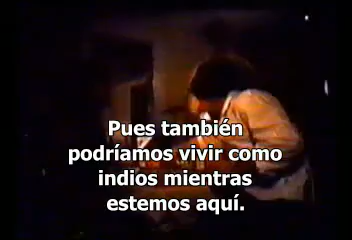 Pues también
podríamos vivir como
indios mientras
estemos aquí.